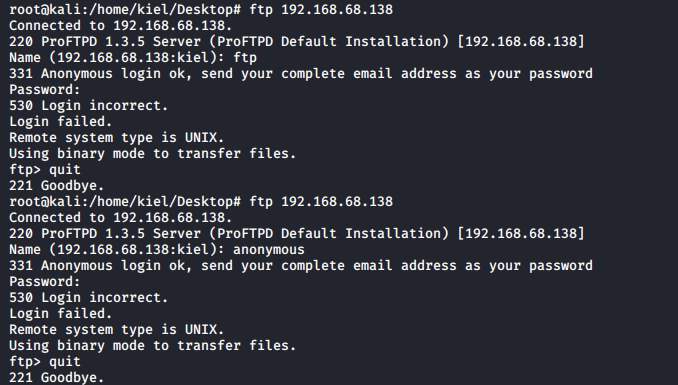 root@kali:/home/kiel/Desktop# ftp 192.168.68.138
Connected to 192.168.68.138.
220 ProFTPD 1.3.5 Server (ProFTPD Default Installation) [192.168.68.138]
Name (192.168.68.138:kiel): ftp
331 Anonymous login ok, send your complete email address as your password
Password:
530 Login incorrect.
Login failed.
Remote system type is UNIX.
Using binary mode to transfer files.
ftp> quit
221 Goodbye.
root@kali:/home/kiel/Desktop# ftp 192.168.68.138
Connected to 192.168.68.138.
220 ProFTPD 1.3.5 Server (ProFTPD Default Installation) [192.168.68.138]
Name (192.168.68.138:kiel): anonymous
331 Anonymous login ok, send your complete email address as your password
Password:
530 Login incorrect.
Login failed.
Remote system type is UNIX.
Using binary mode to transfer files.
ftp> quit
221 Goodbye.